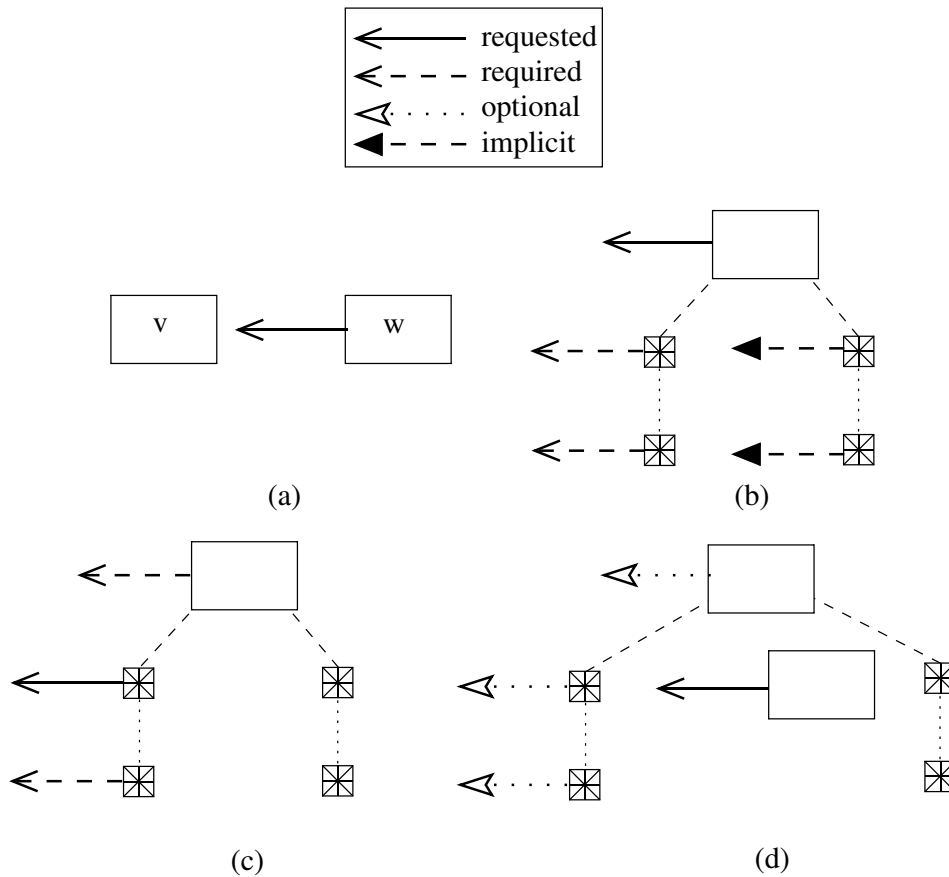 requested
required
optional
implicit
v
w
(a)
(b)
(c)
(d)